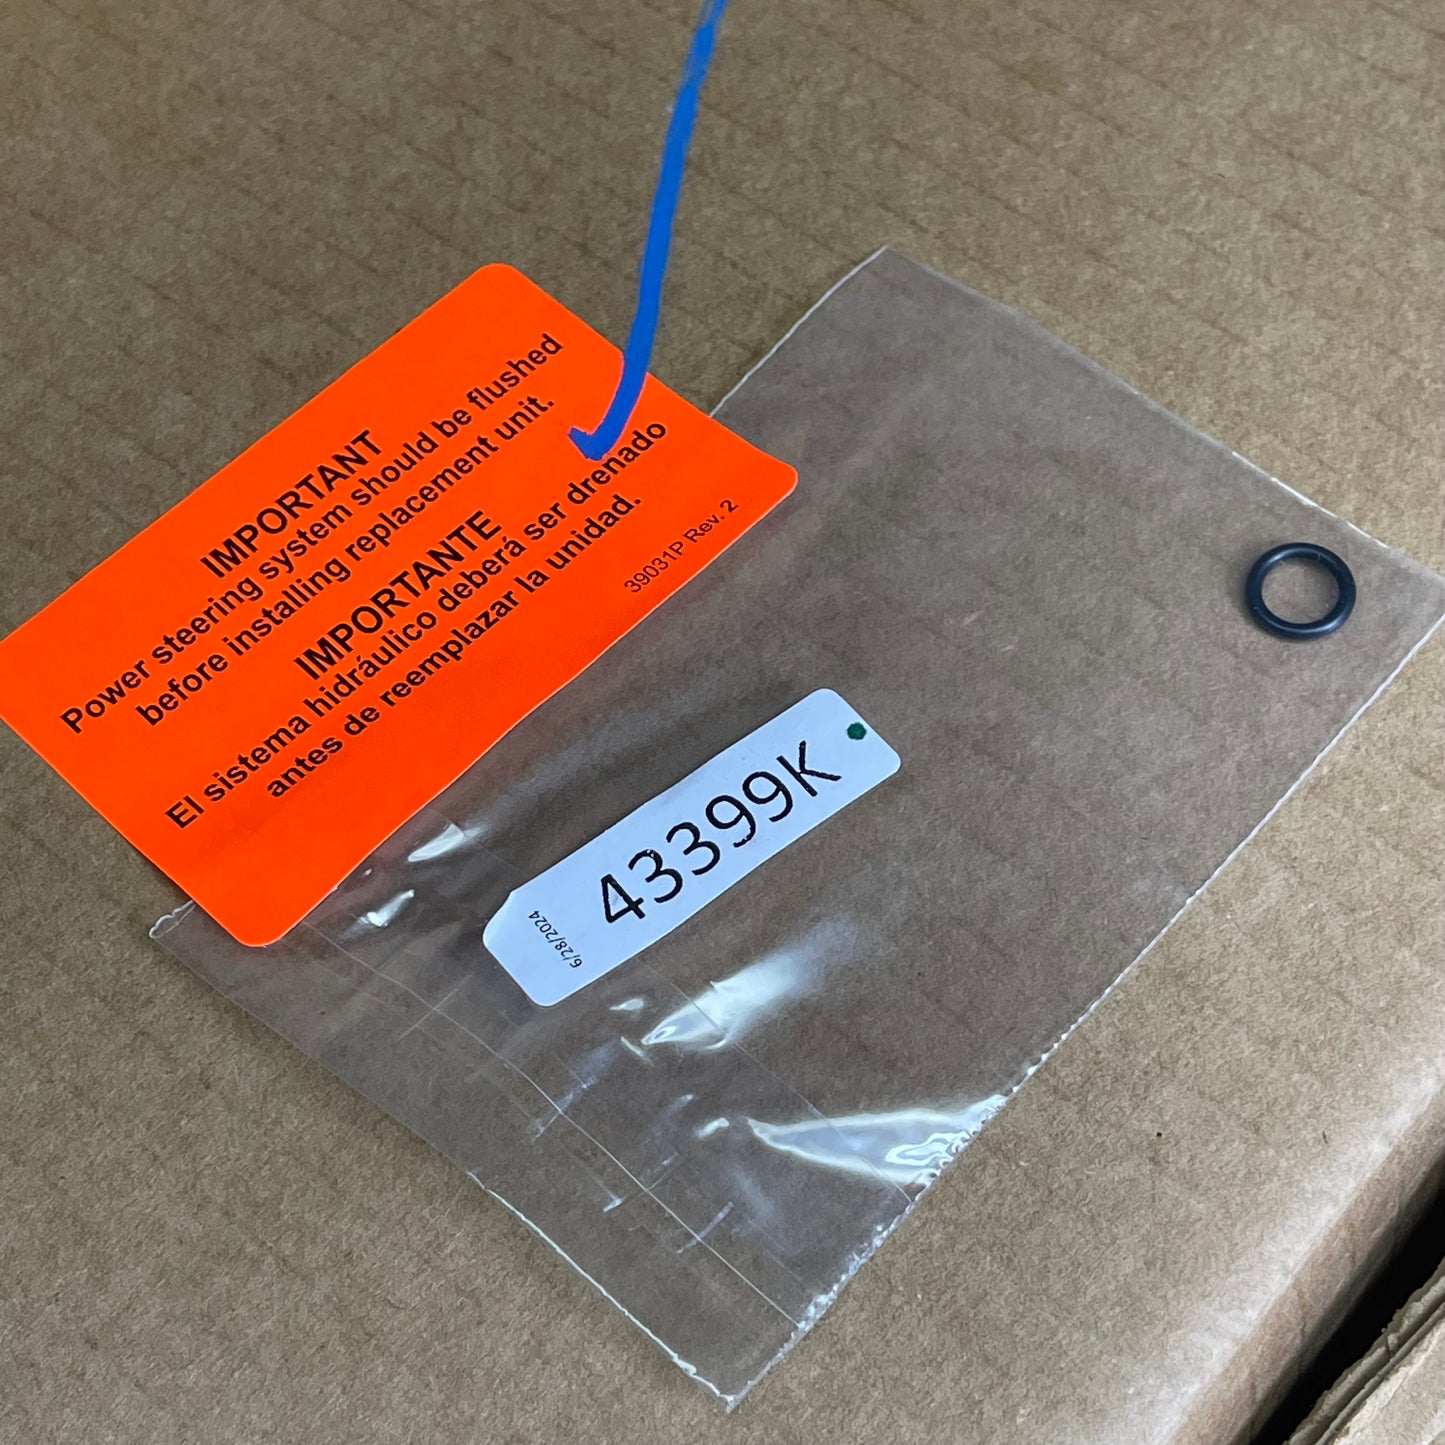 IMPORTANT
Power steering system should be flushed
before installing replacement unit.
IMPORTANTE
El sistema hidráulico deberá ser drenado
antes de reemplazar la unidad.
39031P Rev. 2
43399K
6/28/2024